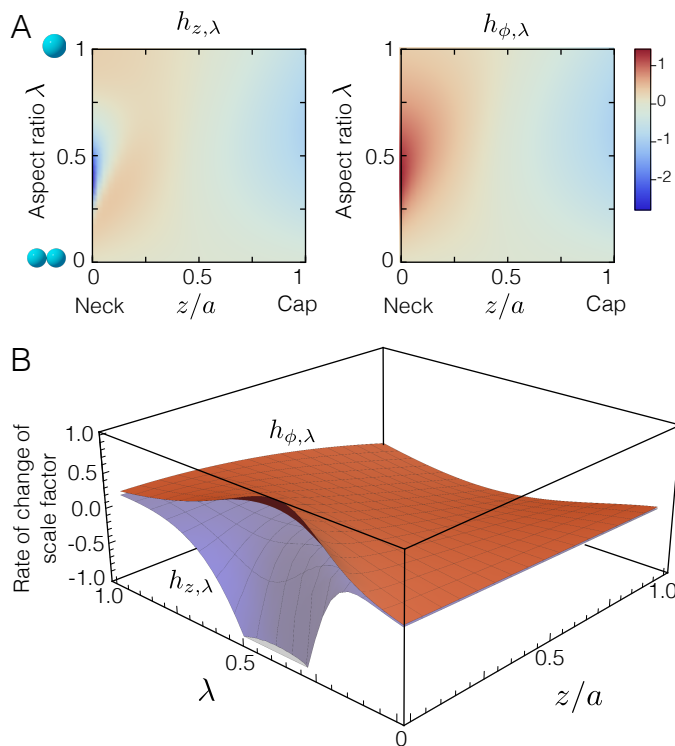 A
h_{z,λ}
h_{φ,λ}
Aspect ratio λ
1
0.5
0
0
0.5
1
Neck
z/a
Cap
Aspect ratio λ
1
0.5
0
0
0.5
1
Neck
z/a
Cap
1
0
-1
-2
B
Rate of change of
scale factor
1.0
0.5
0.0
-0.5
-1.0
h_{φ,λ}
h_{z,λ}
1.0
0.5
0
λ
1.0
0.5
z/a